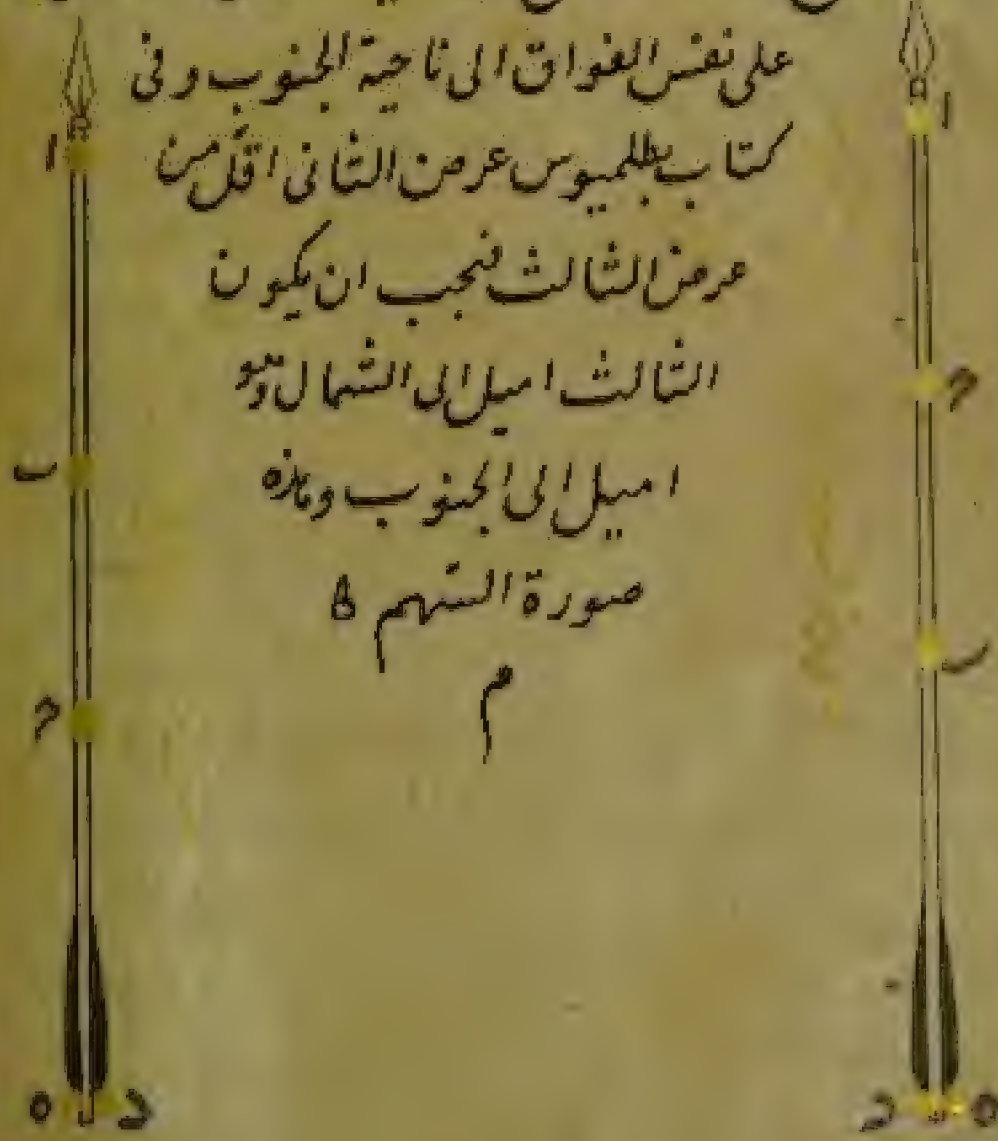 على نفس الفواق الى ناحية الجنوب وفى
كتاب بطلميوس عرض الثانى اقل من
عرض الثالث فيجب ان يكون
الثالث اميل الى الشمال وهو
اميل الى الجنوب وهذه
صورة السهم
م
ا
ب
ج
د ه
ا
ج
ب
ه د